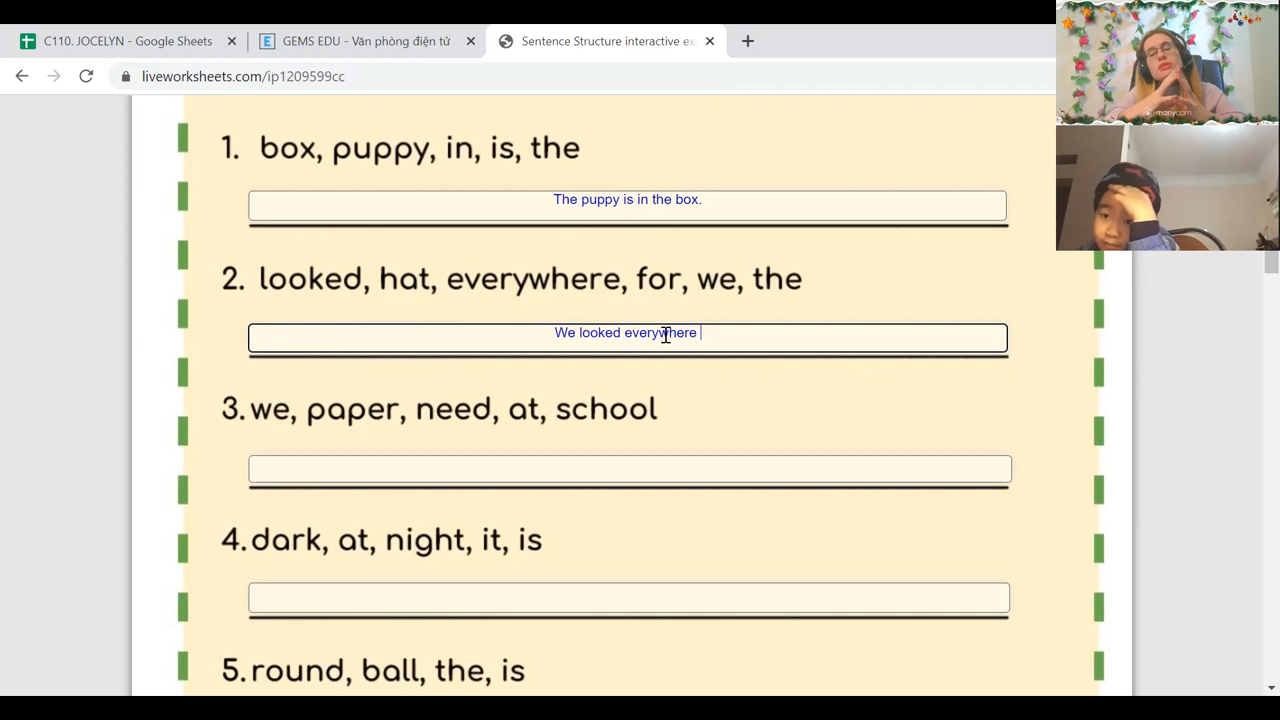 C110. JOCELYN - Google Sheets
GEMS EDU - Văn phòng điện tử
Sentence Structure interactive ex
liveworksheets.com/ip1209599cc
manycam
1. box, puppy, in, is, the
The puppy is in the box.
2. looked, hat, everywhere, for, we, the
We looked everywhere
3. we, paper, need, at, school
4. dark, at, night, it, is
5. round, ball, the, is